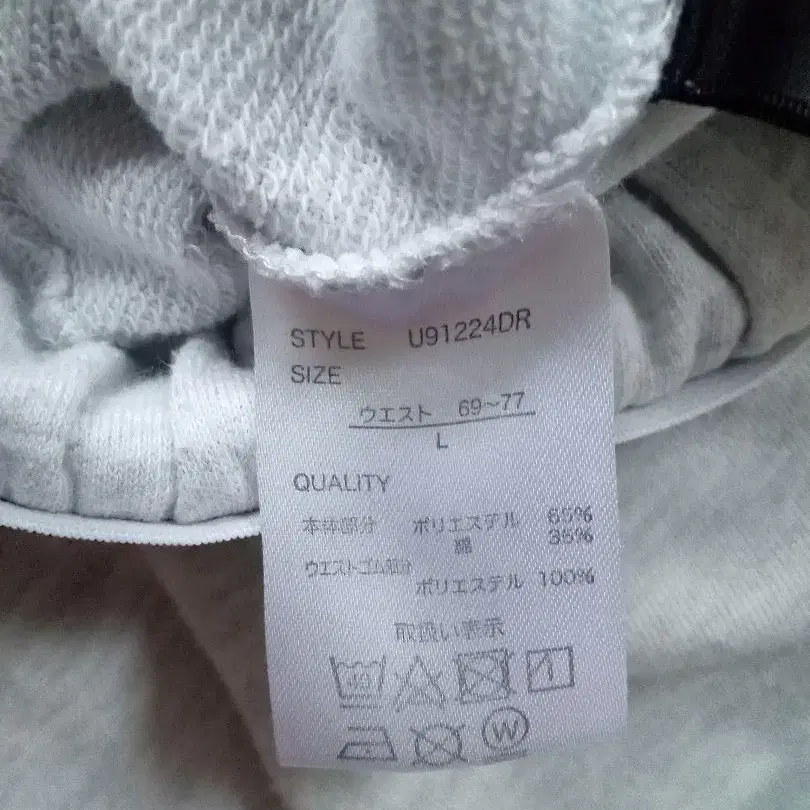 STYLE U91224DR
SIZE
ウエスト 69~77
L
QUALITY
本体部分 ポリエステル 65%
綿 35%
ウエストゴム部分
ポリエステル 100%
取扱い表示
40
W